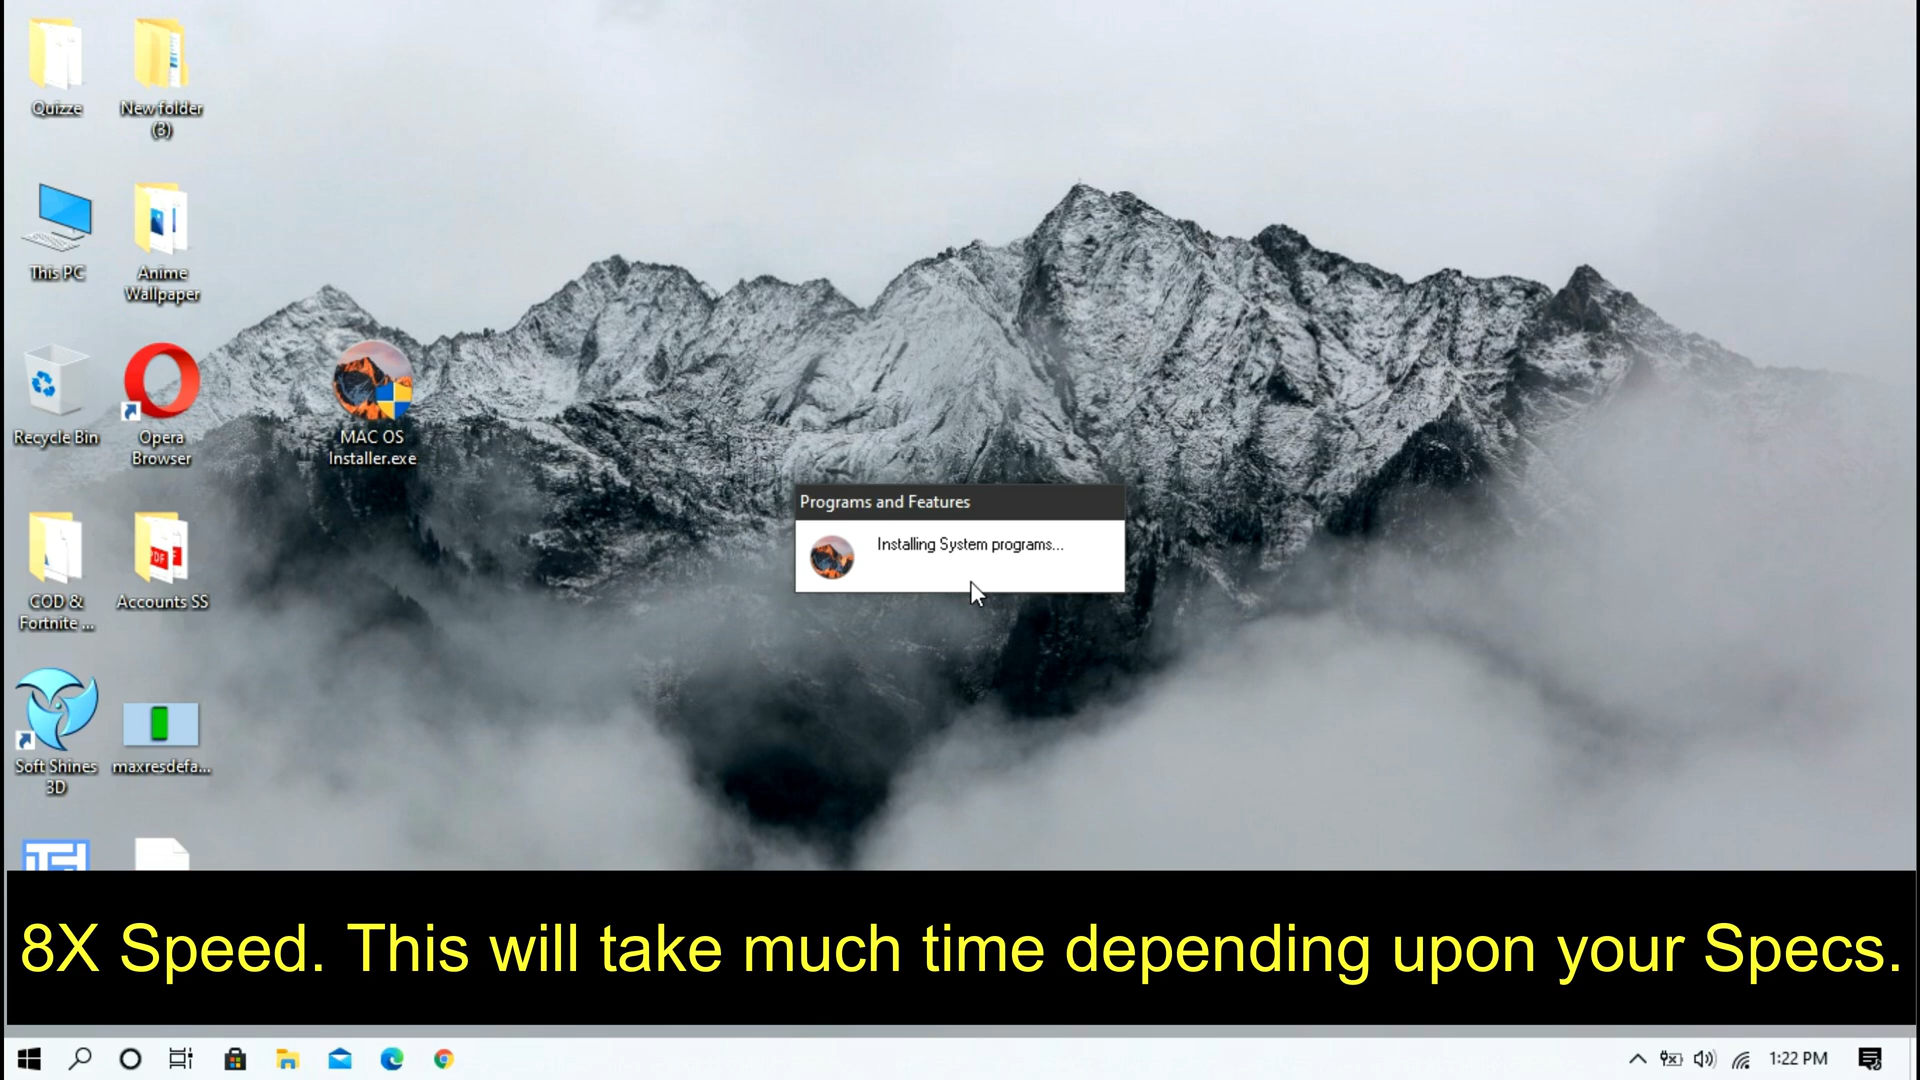 Quizze
New folder
(3)
This PC
Anime
Wallpaper
Recycle Bin
Opera
Browser
MAC OS
Installer.exe
Programs and Features
Installing System programs...
COD &
Fortnite ...
PDF
Accounts SS
Soft Shines
3D
maxresdefa...
8X Speed. This will take much time depending upon your Specs.
1:22 PM